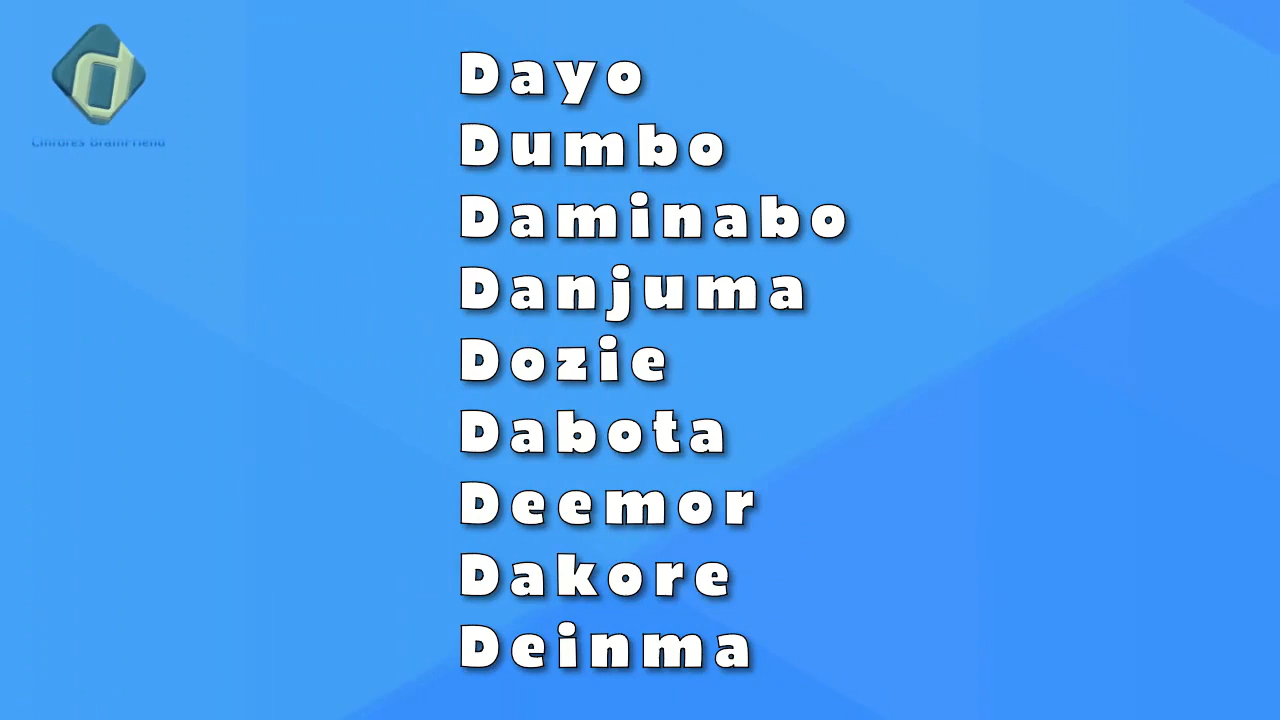 Dayo
Dumbo
Daminabo
Danjuma
Dozie
Dabota
Deemor
Dakore
Deinma